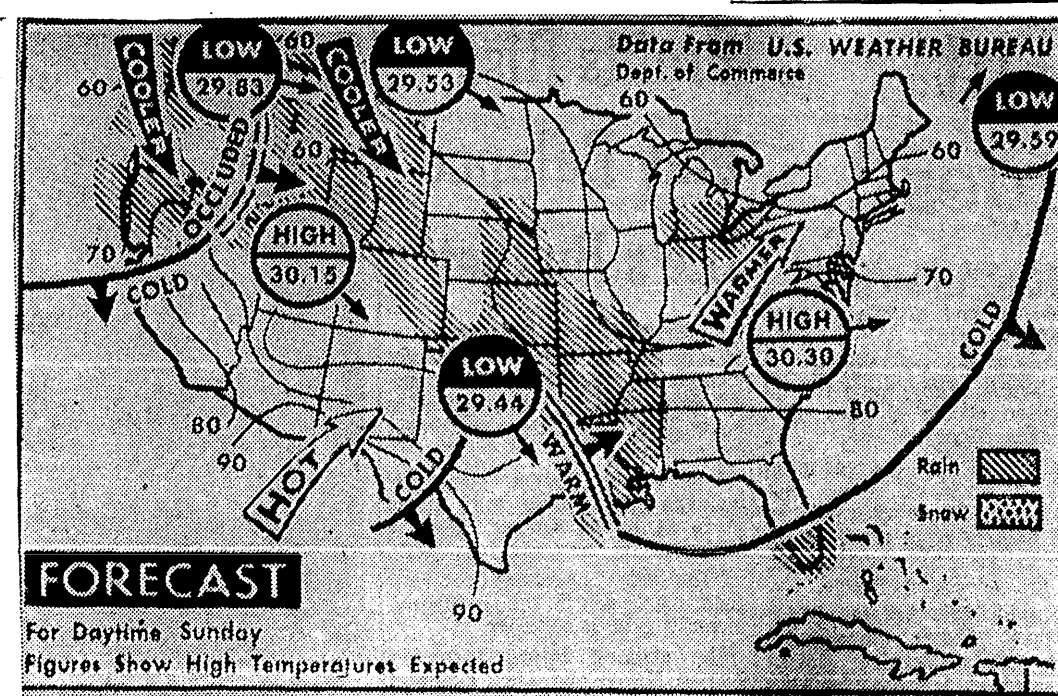 Data From U.S. WEATHER BUREAU
Dept. of Commerce
COOLER
LOW
29.83
60
COOLER
LOW
29.53
60
60
LOW
29.59
60
60
OCCLUDED
HIGH
30.15
70
COLD
WARMER
70
HIGH
30.30
COLD
LOW
29.44
80
80
90
HOT
COLD
WARM
Rain
Snow
90
FORECAST
For Daytime Sunday
Figures Show High Temperatures Expected